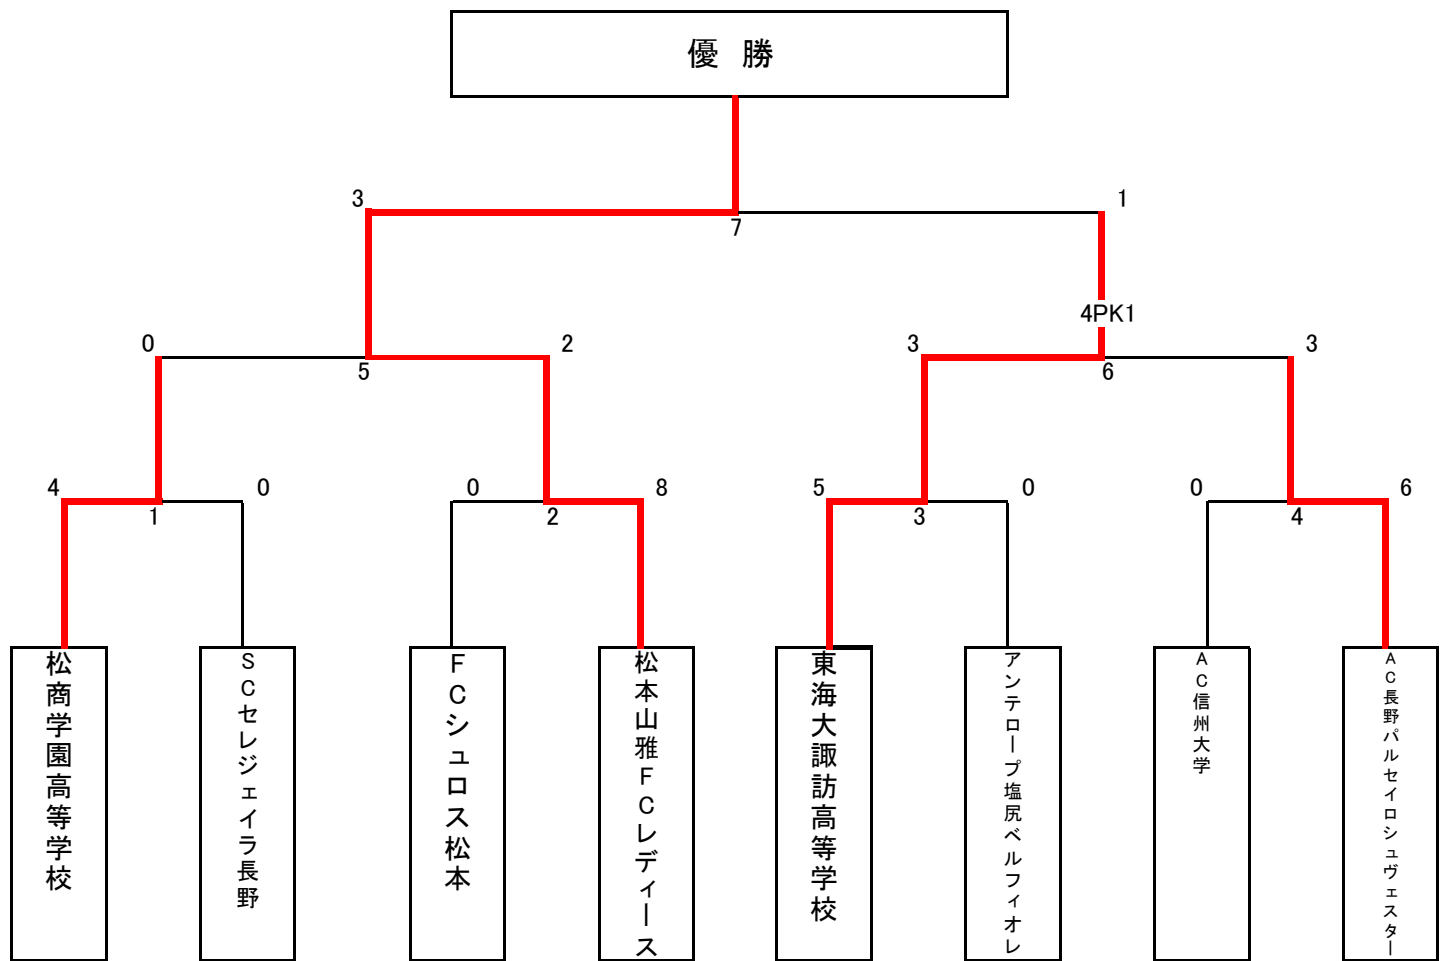 優 勝
3
1
7
4PK1
0
2
3
3
5
6
4
0
0
8
5
0
0
6
1
2
3
4
松商学園高等学校
SCセレジェイラ長野
FCシュロス松本
松本山雅FCレディース
東海大諏訪高等学校
アンテロープ塩尻ベルフィオレ
AC信州大学
AC長野パルセイロシュヴェスター